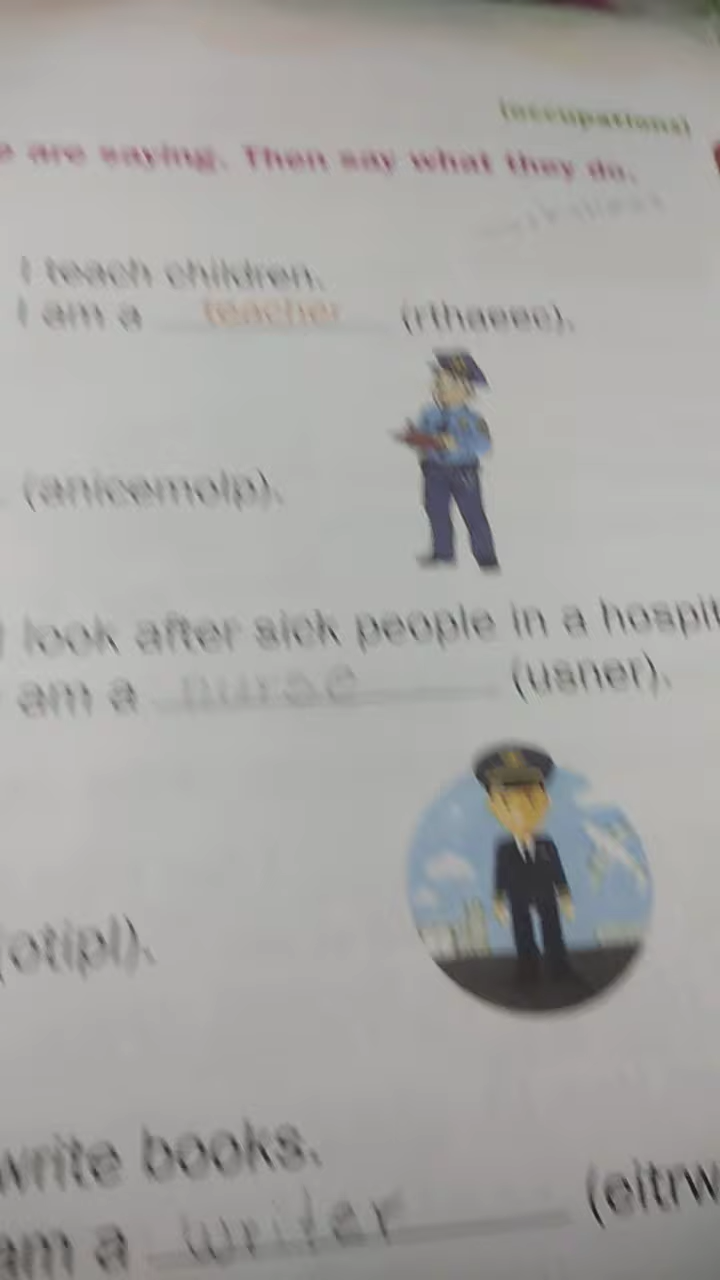 (occupations)
e are saying. Then say what they do.
I teach children.
I am a teacher (rthaeec).
(anicemolp).
I look after sick people in a hospit
am a nurse (usner).
(otipl).
write books.
am a writer (eitrw